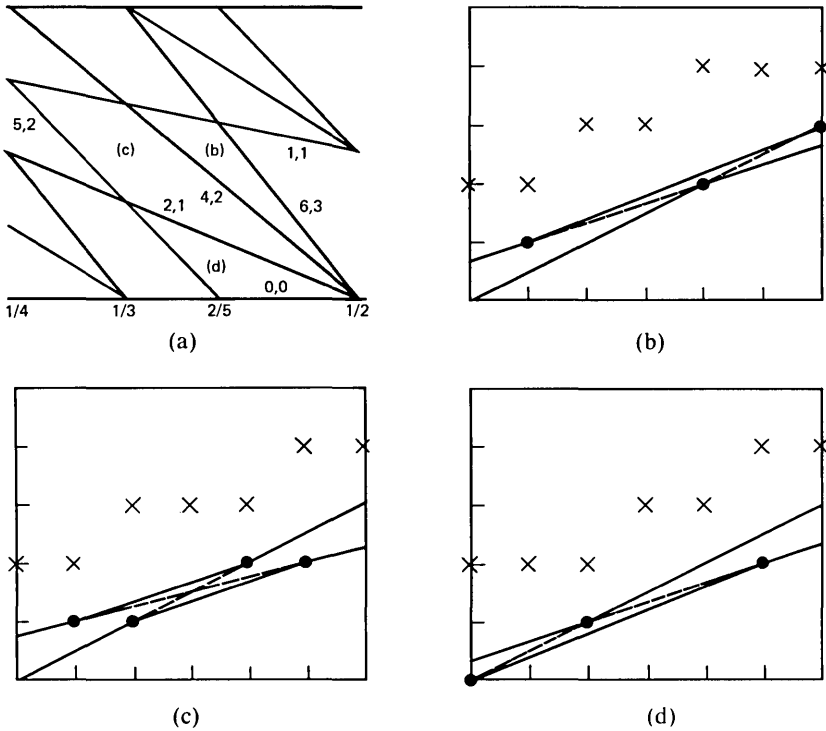 5,2
(c)
(b)
1,1
2,1
4,2
6,3
(d)
0,0
1/4
1/3
2/5
1/2
(a)
(b)
(c)
(d)